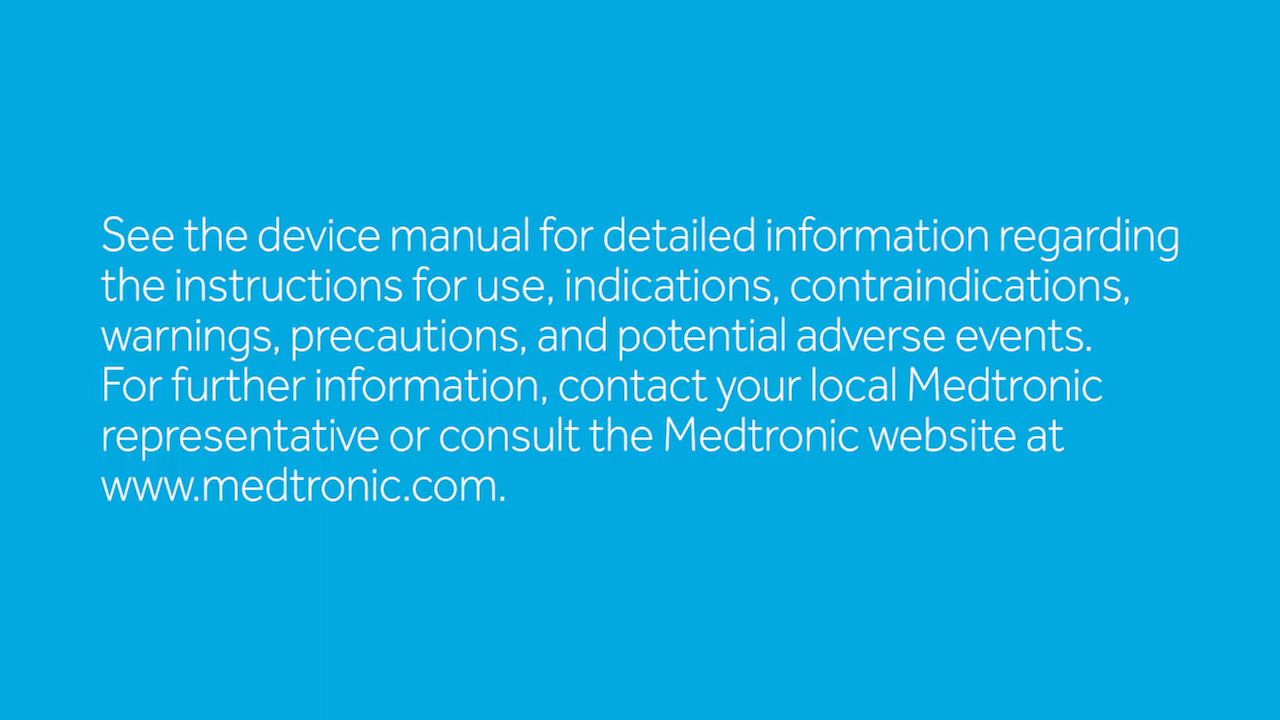 See the device manual for detailed information regarding
the instructions for use, indications, contraindications,
warnings, precautions, and potential adverse events.
For further information, contact your local Medtronic
representative or consult the Medtronic website at
www.medtronic.com.